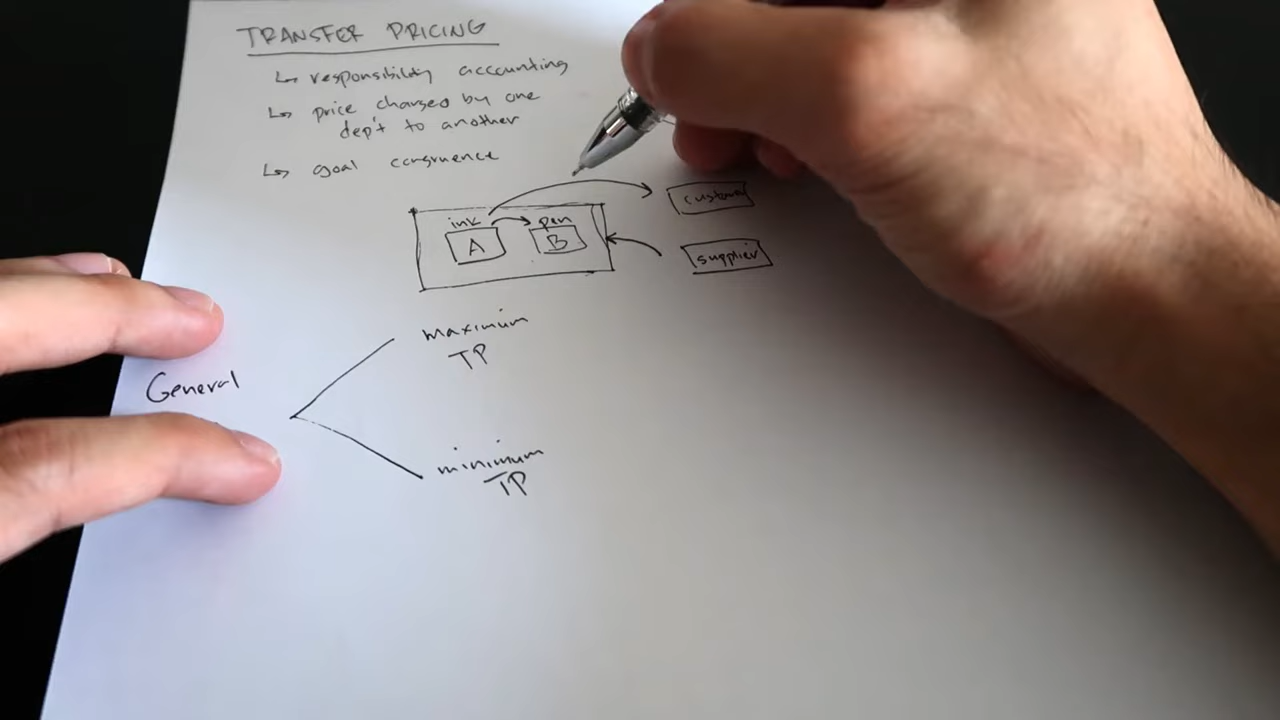 TRANSFER PRICING
↳ responsibility accounting
↳ price charged by one
dep't to another
↳ goal congruence
ink pen
A B
customer
supplier
maximum
TP
General
minimum
TP